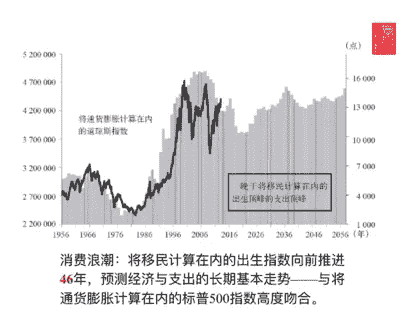 (点)
5 200 000
4 700 000
4 200 000
3 700 000
3 200 000
2 700 000
2 200 000
16 000
13 000
10 000
7 000
4 000
1 000
将通货膨胀计算在内
的道琼斯指数
晚于将移民计算在内的
出生顶峰的支出顶峰
1956 1966 1976 1986 1996 2006 2016 2026 2036 2046 2056 (年)
消费浪潮：将移民计算在内的出生指数向前推进
46年，预测经济与支出的长期基本走势——与将
通货膨胀计算在内的标普500指数高度吻合。